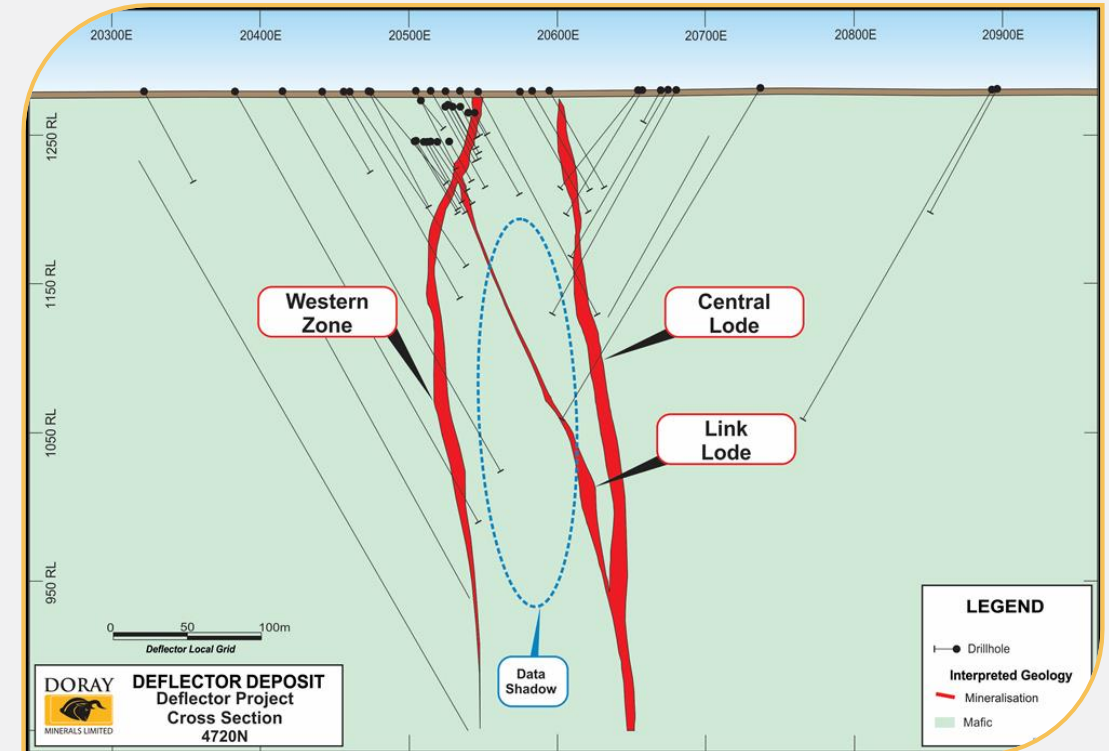 20300E
20400E
20500E
20600E
20700E
20800E
20900E
1250 RL
1150 RL
1050 RL
950 RL
Western
Zone
Central
Lode
Link
Lode
Data
Shadow
0 50 100m
Deflector Local Grid
DORAY
MINERALS LIMITED
DEFLECTOR DEPOSIT
Deflector Project
Cross Section
4720N
LEGEND
Drillhole
Interpreted Geology
Mineralisation
Mafic